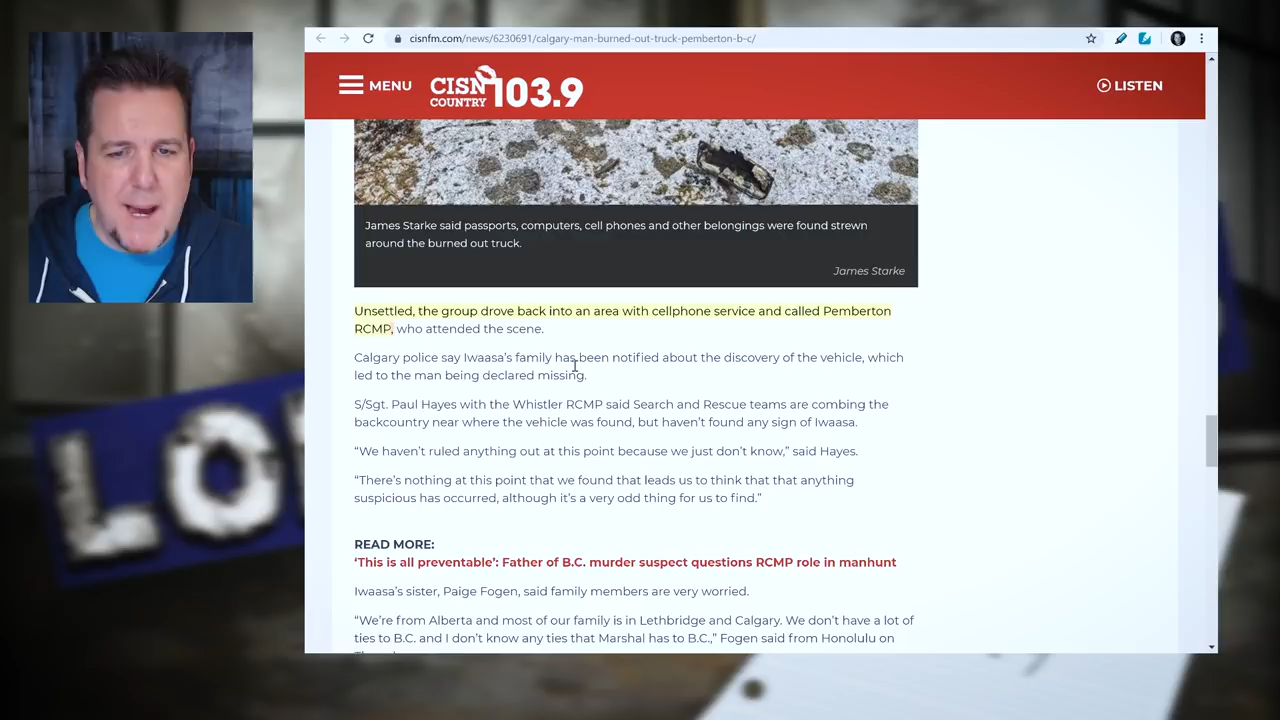 cisnfm.com/news/6230691/calgary-man-burned-out-truck-pemberton-b-c/
MENU
CISN
COUNTRY
103.9
LISTEN
James Starke said passports, computers, cell phones and other belongings were found strewn
around the burned out truck.
James Starke
Unsettled, the group drove back into an area with cellphone service and called Pemberton
RCMP, who attended the scene.
Calgary police say Iwaasa’s family has been notified about the discovery of the vehicle, which
led to the man being declared missing.
S/Sgt. Paul Hayes with the Whistler RCMP said Search and Rescue teams are combing the
backcountry near where the vehicle was found, but haven’t found any sign of Iwaasa.
“We haven’t ruled anything out at this point because we just don’t know,” said Hayes.
“There’s nothing at this point that we found that leads us to think that that anything
suspicious has occurred, although it’s a very odd thing for us to find.”
READ MORE:
‘This is all preventable’: Father of B.C. murder suspect questions RCMP role in manhunt
Iwaasa’s sister, Paige Fogen, said family members are very worried.
“We’re from Alberta and most of our family is in Lethbridge and Calgary. We don’t have a lot of
ties to B.C. and I don’t know any ties that Marshal has to B.C.,” Fogen said from Honolulu on